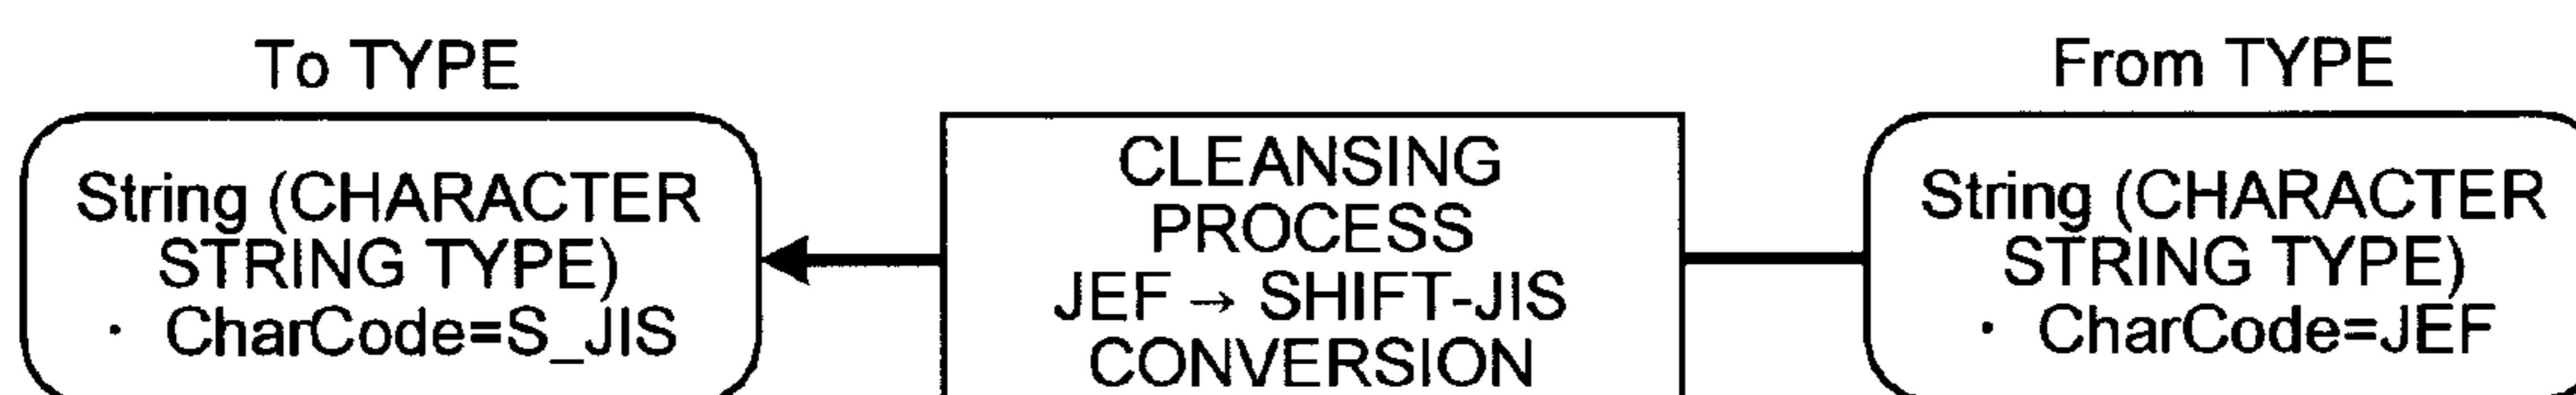 To TYPE
String (CHARACTER
STRING TYPE)
· CharCode=S_JIS
CLEANSING
PROCESS
JEF → SHIFT-JIS
CONVERSION
From TYPE
String (CHARACTER
STRING TYPE)
· CharCode=JEF